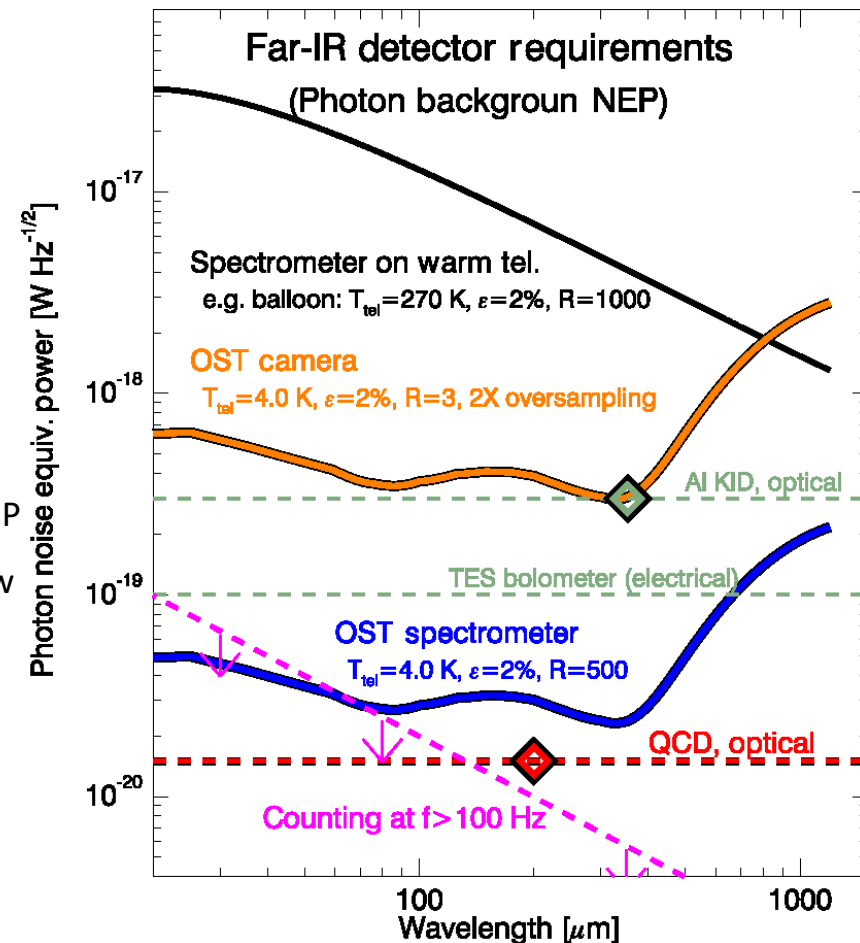 Far-IR detector requirements
(Photon backgroun NEP)
Photon noise equiv. power [W Hz^-1/2]
10^-17
Spectrometer on warm tel.
e.g. balloon: T_tel=270 K, ε=2%, R=1000
10^-18
OST camera
T_tel=4.0 K, ε=2%, R=3, 2X oversampling
Al KID, optical
P
TES bolometer (electrical)
w
10^-19
OST spectrometer
T_tel=4.0 K, ε=2%, R=500
QCD, optical
10^-20
Counting at f>100 Hz
100
1000
Wavelength [μm]